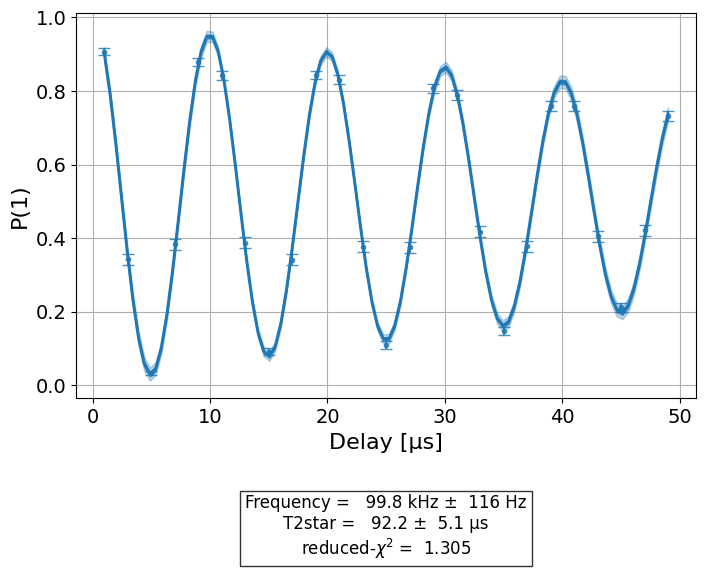 1.0
0.8
0.6
0.4
0.2
0.0
P(1)
0 10 20 30 40 50
Delay [µs]
Frequency = 99.8 kHz ± 116 Hz
T2star = 92.2 ± 5.1 µs
reduced-χ² = 1.305